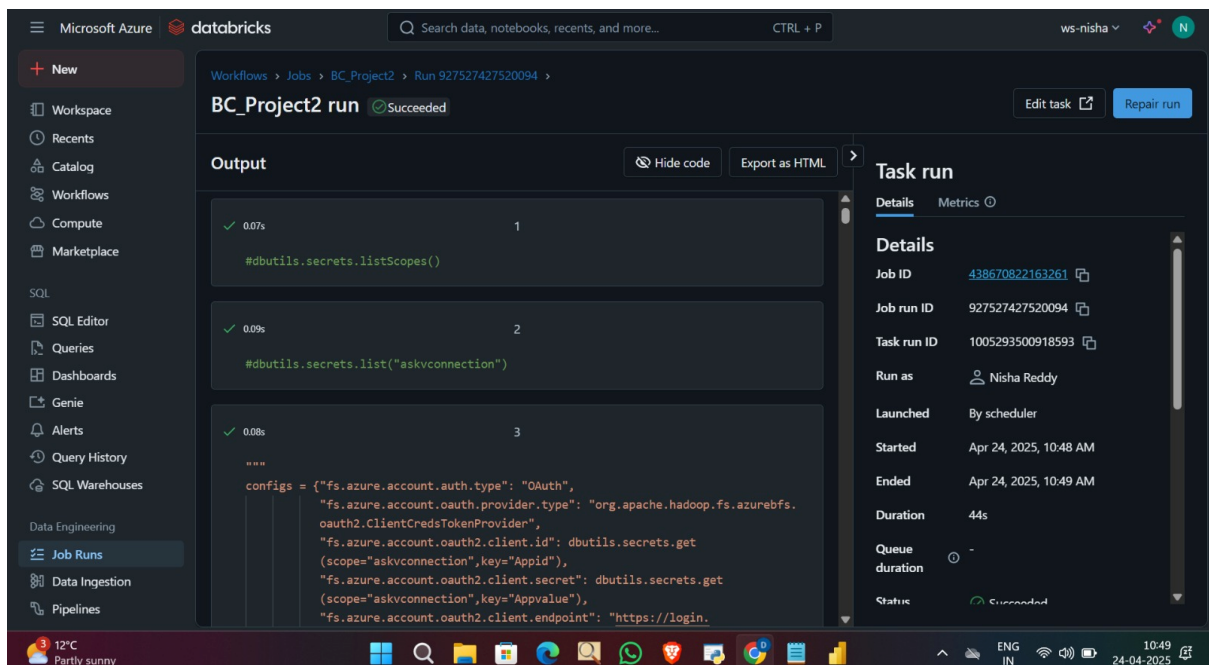 Microsoft Azure databricks Search data, notebooks, recents, and more... CTRL + P ws-nisha N
New
Workspace
Recents
Catalog
Workflows
Compute
Marketplace
SQL
SQL Editor
Queries
Dashboards
Genie
Alerts
Query History
SQL Warehouses
Data Engineering
Job Runs
Data Ingestion
Pipelines
Workflows > Jobs > BC_Project2 > Run 927527427520094 >
BC_Project2 run Succeeded
Edit task Repair run
Output Hide code Export as HTML
0.07s 1
#dbutils.secrets.listScopes()
0.09s 2
#dbutils.secrets.list("askvconnection")
0.08s 3
"""
configs = {"fs.azure.account.auth.type": "OAuth",
"fs.azure.account.oauth.provider.type": "org.apache.hadoop.fs.azurebfs.
oauth2.ClientCredsTokenProvider",
"fs.azure.account.oauth2.client.id": dbutils.secrets.get
(scope="askvconnection",key="Appid"),
"fs.azure.account.oauth2.client.secret": dbutils.secrets.get
(scope="askvconnection",key="Appvalue"),
"fs.azure.account.oauth2.client.endpoint": "https://login.
Task run
Details Metrics
Details
Job ID 438670822163261
Job run ID 927527427520094
Task run ID 1005293500918593
Run as Nisha Reddy
Launched By scheduler
Started Apr 24, 2025, 10:48 AM
Ended Apr 24, 2025, 10:49 AM
Duration 44s
Queue duration -
Status Succeeded
3 12°C
Partly sunny
ENG
IN
10:49
24-04-2025